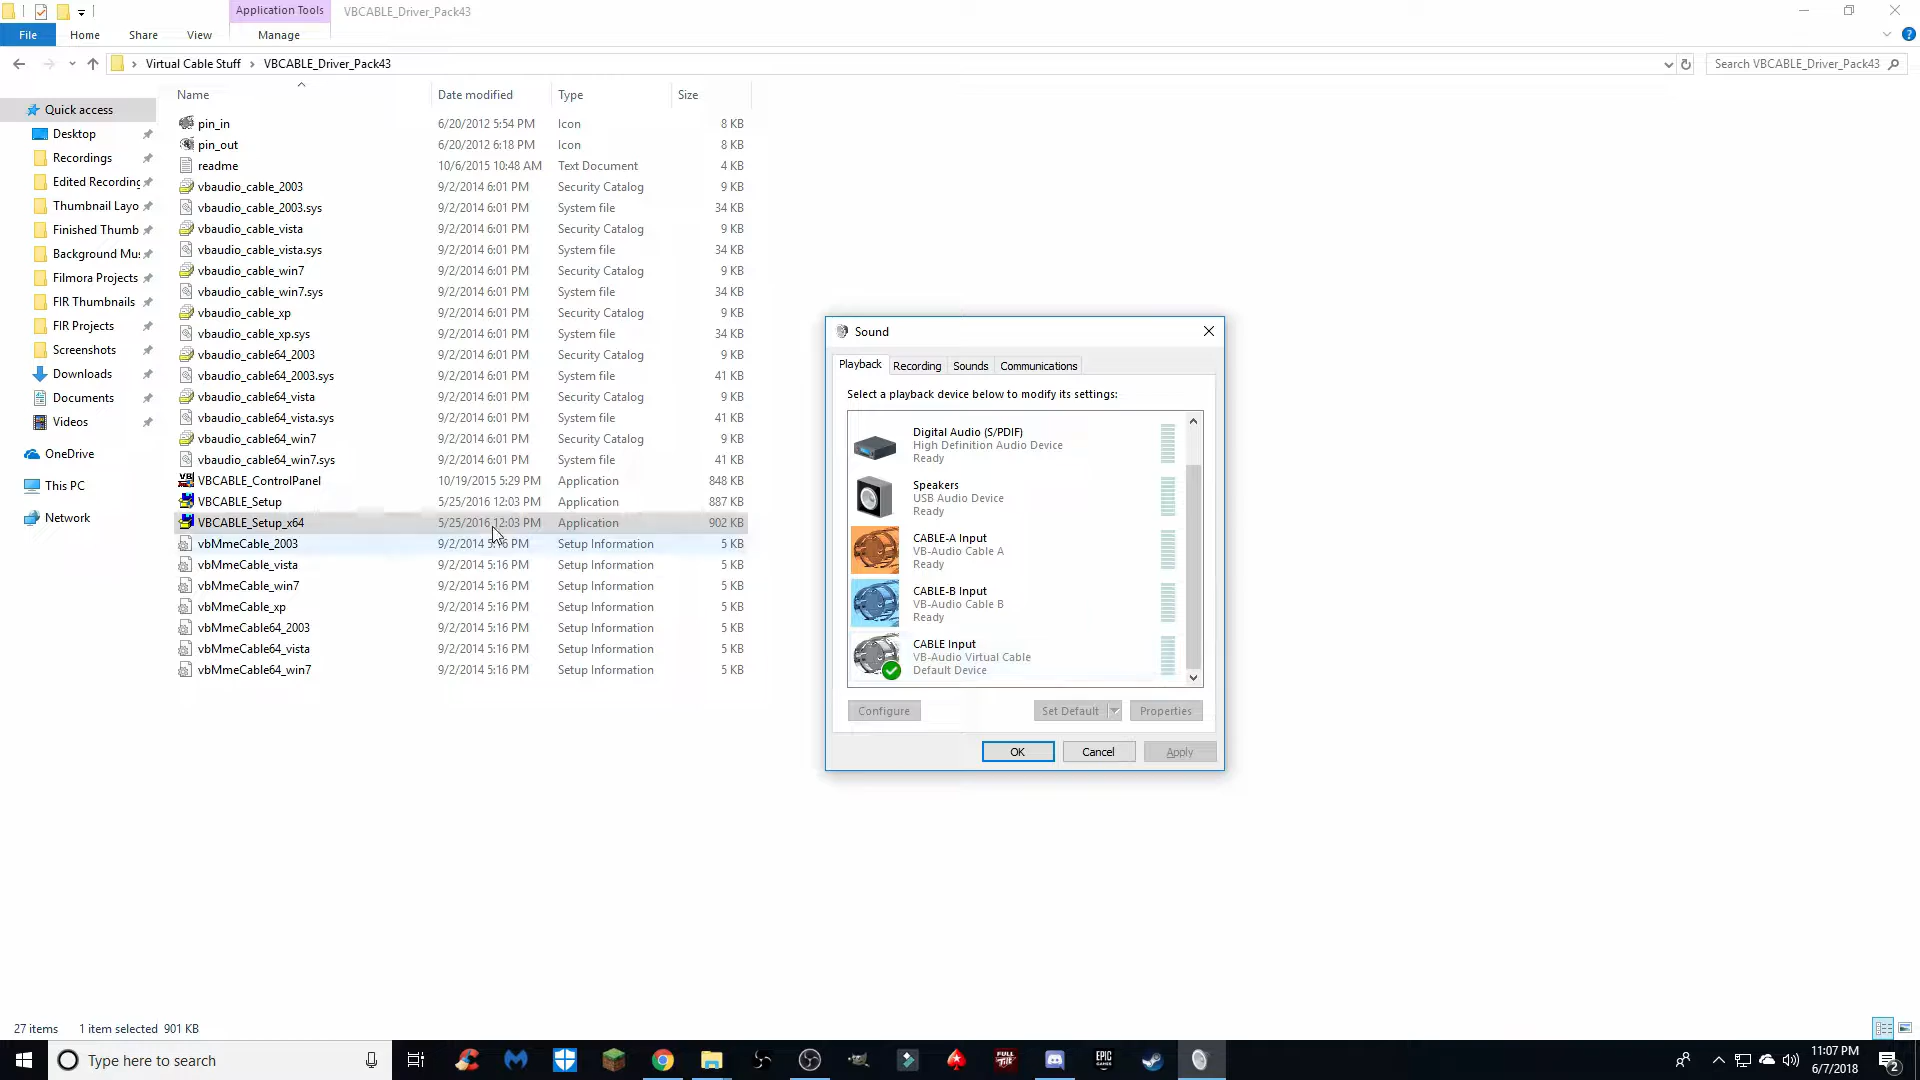 Application Tools
VBCABLE_Driver_Pack43
File
Home
Share
View
Manage
Virtual Cable Stuff
VBCABLE_Driver_Pack43
Search VBCABLE_Driver_Pack43
Name
Date modified
Type
Size
Quick access
Desktop
Recordings
Edited Recording
Thumbnail Layo
Finished Thumb
Background Mus
Filmora Projects
FIR Thumbnails
FIR Projects
Screenshots
Downloads
Documents
Videos
OneDrive
This PC
Network
pin_in 6/20/2012 5:54 PM Icon 8 KB
pin_out 6/20/2012 6:18 PM Icon 8 KB
readme 10/6/2015 10:48 AM Text Document 4 KB
vbaudio_cable_2003 9/2/2014 6:01 PM Security Catalog 9 KB
vbaudio_cable_2003.sys 9/2/2014 6:01 PM System file 34 KB
vbaudio_cable_vista 9/2/2014 6:01 PM Security Catalog 9 KB
vbaudio_cable_vista.sys 9/2/2014 6:01 PM System file 34 KB
vbaudio_cable_win7 9/2/2014 6:01 PM Security Catalog 9 KB
vbaudio_cable_win7.sys 9/2/2014 6:01 PM System file 34 KB
vbaudio_cable_xp 9/2/2014 6:01 PM Security Catalog 9 KB
vbaudio_cable_xp.sys 9/2/2014 6:01 PM System file 34 KB
vbaudio_cable64_2003 9/2/2014 6:01 PM Security Catalog 9 KB
vbaudio_cable64_2003.sys 9/2/2014 6:01 PM System file 41 KB
vbaudio_cable64_vista 9/2/2014 6:01 PM Security Catalog 9 KB
vbaudio_cable64_vista.sys 9/2/2014 6:01 PM System file 41 KB
vbaudio_cable64_win7 9/2/2014 6:01 PM Security Catalog 9 KB
vbaudio_cable64_win7.sys 9/2/2014 6:01 PM System file 41 KB
VBCABLE_ControlPanel 10/19/2015 5:29 PM Application 848 KB
VBCABLE_Setup 5/25/2016 12:03 PM Application 887 KB
VBCABLE_Setup_x64 5/25/2016 12:03 PM Application 902 KB
vbMmeCable_2003 9/2/2014 5:16 PM Setup Information 5 KB
vbMmeCable_vista 9/2/2014 5:16 PM Setup Information 5 KB
vbMmeCable_win7 9/2/2014 5:16 PM Setup Information 5 KB
vbMmeCable_xp 9/2/2014 5:16 PM Setup Information 5 KB
vbMmeCable64_2003 9/2/2014 5:16 PM Setup Information 5 KB
vbMmeCable64_vista 9/2/2014 5:16 PM Setup Information 5 KB
vbMmeCable64_win7 9/2/2014 5:16 PM Setup Information 5 KB
Sound
Playback
Recording
Sounds
Communications
Select a playback device below to modify its settings:
Digital Audio (S/PDIF)
High Definition Audio Device
Ready
Speakers
USB Audio Device
Ready
CABLE-A Input
VB-Audio Cable A
Ready
CABLE-B Input
VB-Audio Cable B
Ready
CABLE Input
VB-Audio Virtual Cable
Default Device
Configure
Set Default
Properties
OK
Cancel
Apply
27 items
1 item selected 901 KB
Type here to search
FULL TILT
EPIC GAMES
11:07 PM
6/7/2018
2